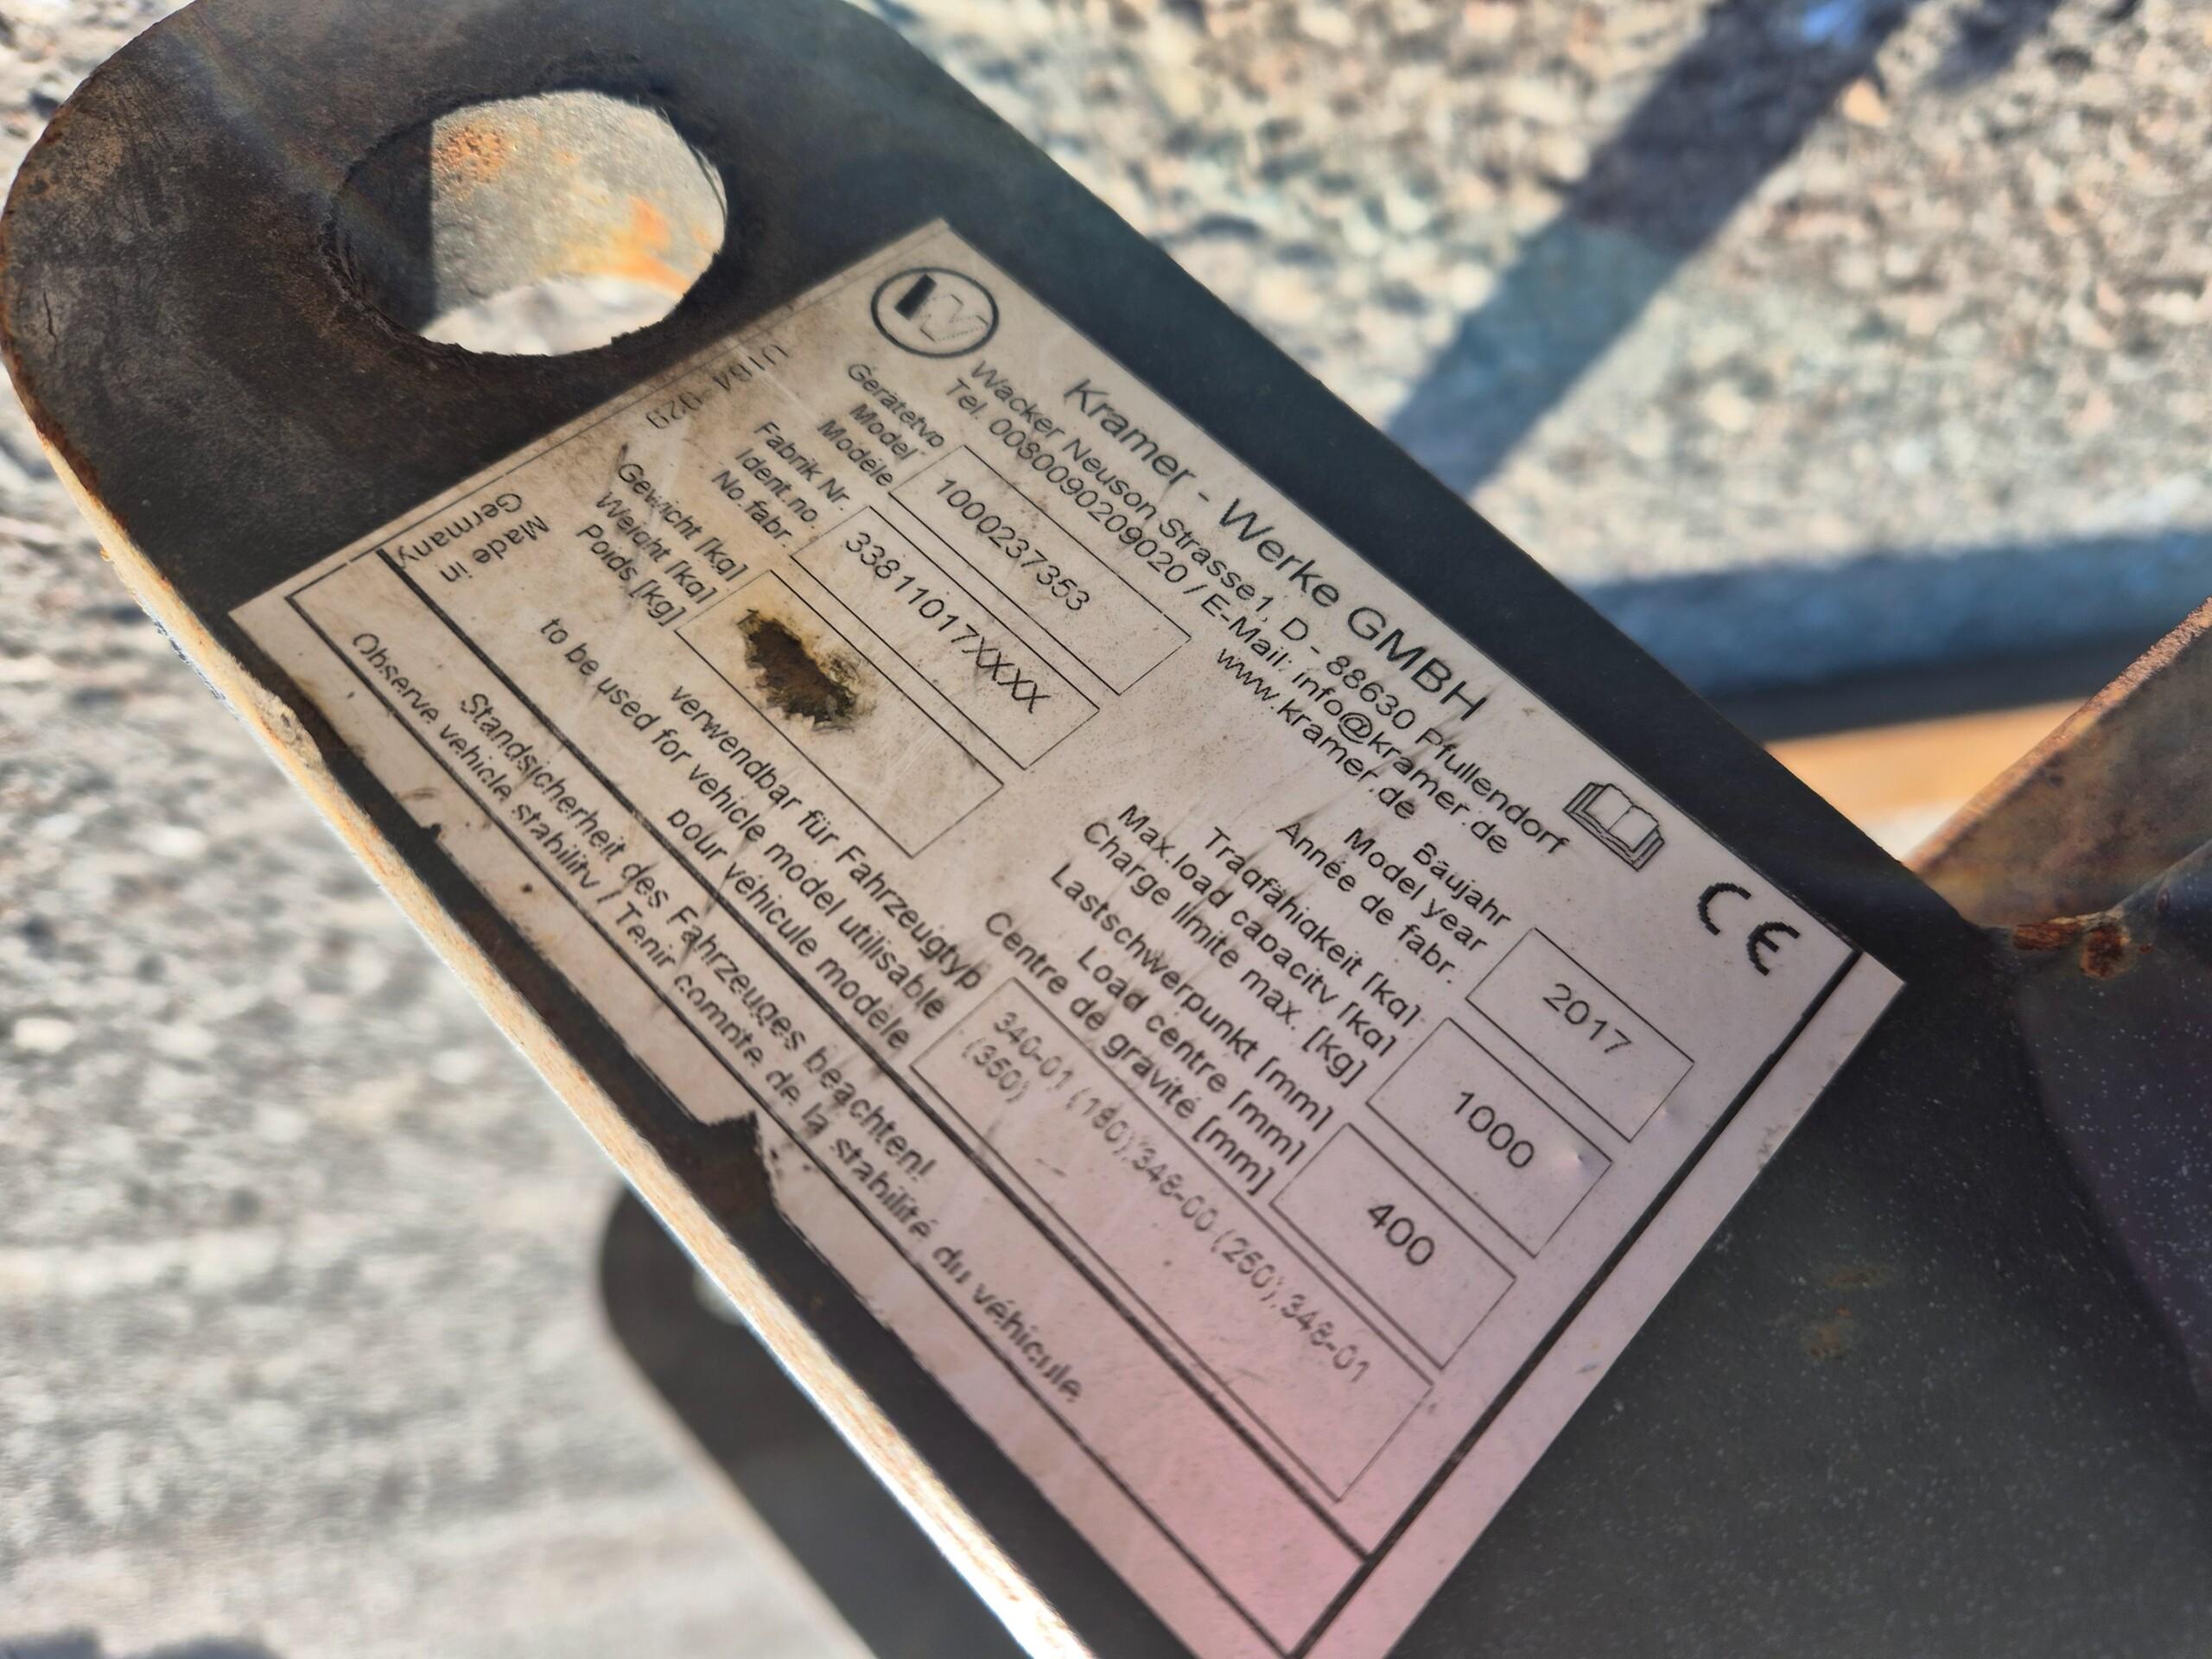 Kramer - Werke GMBH
Wacker Neuson Strasse1, D - 88630 Pfullendorf
Tel. 0080090209020 / E-Mail: info@kramer.de
www.kramer.de
CE
Gerätetyp
Model
Modèle
1000237353
Fabrik Nr.
Ident.no.
No.fabr.
33811017XXXX
Gewicht [kg]
Weight [kg]
Poids [kg]
Baujahr
Model year
Année de fabr.
2017
Tragfähigkeit [kg]
Max.load capacity [kg]
Charge limite max. [kg]
1000
Lastschwerpunkt [mm]
Load centre [mm]
Centre de gravité [mm]
400
verwendbar für Fahrzeugtyp
to be used for vehicle model utilisable
pour véhicule modèle
340-01 (180),348-00 (250),348-01
(350)
Made in
Germany
Standsicherheit des Fahrzeuges beachten!
Observe vehicle stability / Tenir compte de la stabilité du véhicule